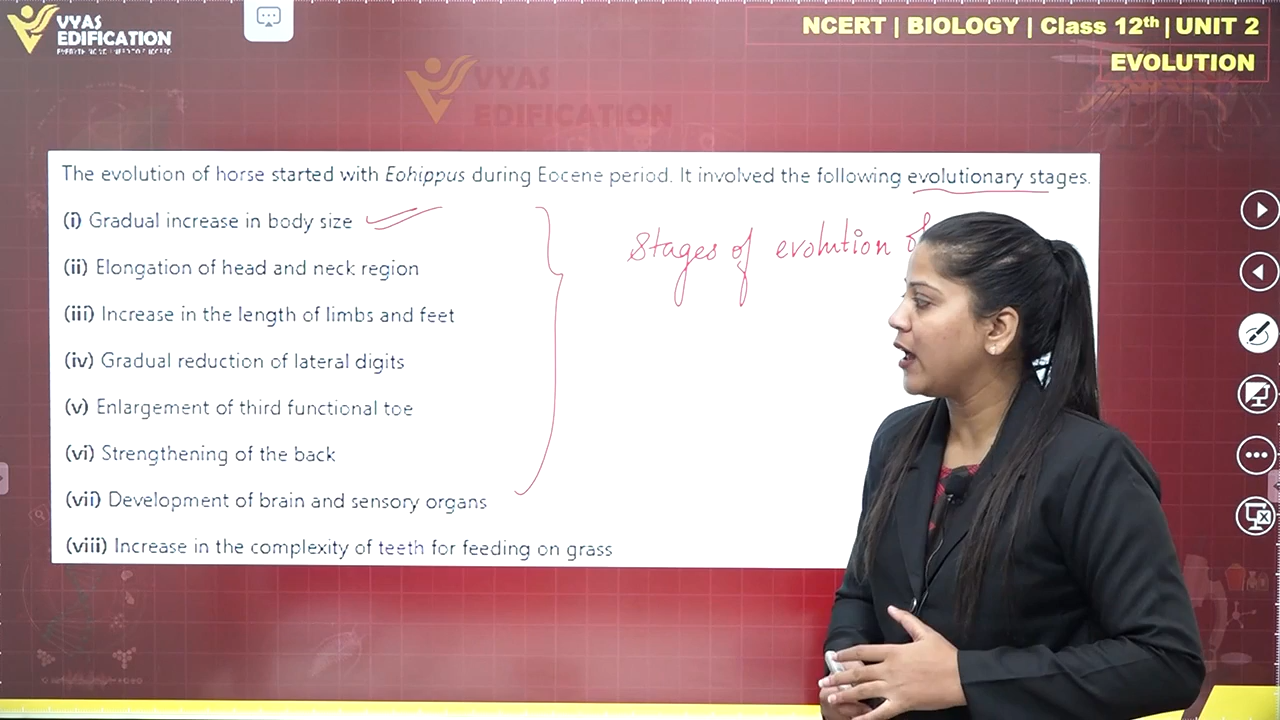 VYAS
EDIFICATION
NCERT | BIOLOGY | Class 12th | UNIT 2
EVOLUTION
VYAS
EDIFICATION
The evolution of horse started with Eohippus during Eocene period. It involved the following evolutionary stages.
(i) Gradual increase in body size
(ii) Elongation of head and neck region
(iii) Increase in the length of limbs and feet
(iv) Gradual reduction of lateral digits
(v) Enlargement of third functional toe
(vi) Strengthening of the back
(vii) Development of brain and sensory organs
(viii) Increase in the complexity of teeth for feeding on grass
Stages of evolution of